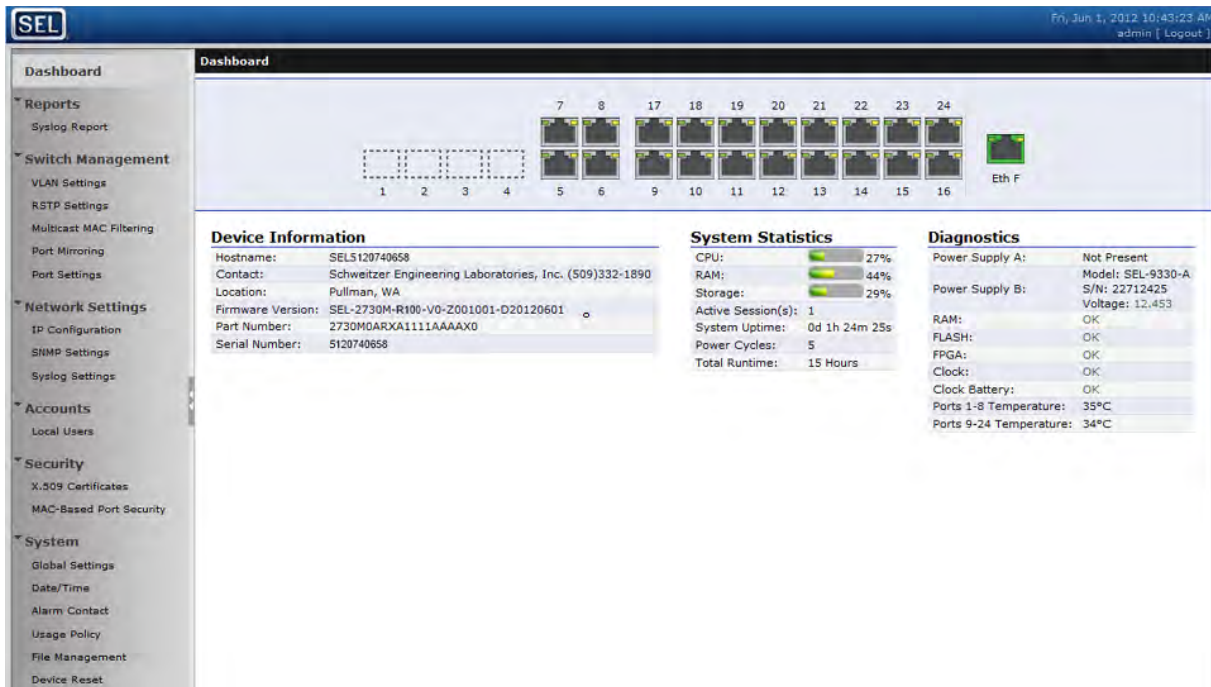 SEL
Fri, Jun 1, 2012 10:43:23 AM
admin [ Logout ]
Dashboard
Reports
Syslog Report
Switch Management
VLAN Settings
RSTP Settings
Multicast MAC Filtering
Port Mirroring
Port Settings
Network Settings
IP Configuration
SNMP Settings
Syslog Settings
Accounts
Local Users
Security
X.509 Certificates
MAC-Based Port Security
System
Global Settings
Date/Time
Alarm Contact
Usage Policy
File Management
Device Reset
Dashboard
7 8 17 18 19 20 21 22 23 24
Eth F
1 2 3 4 5 6 9 10 11 12 13 14 15 16
Device Information
Hostname: SEL5120740658
Contact: Schweitzer Engineering Laboratories, Inc. (509)332-1890
Location: Pullman, WA
Firmware Version: SEL-2730M-R100-V0-Z001001-D20120601
Part Number: 2730M0ARXA1111AAAAX0
Serial Number: 5120740658
System Statistics
CPU: 27%
RAM: 44%
Storage: 29%
Active Session(s): 1
System Uptime: 0d 1h 24m 25s
Power Cycles: 5
Total Runtime: 15 Hours
Diagnostics
Power Supply A: Not Present
Power Supply B: Model: SEL-9330-A
S/N: 22712425
Voltage: 12.453
RAM: OK
FLASH: OK
FPGA: OK
Clock: OK
Clock Battery: OK
Ports 1-8 Temperature: 35°C
Ports 9-24 Temperature: 34°C